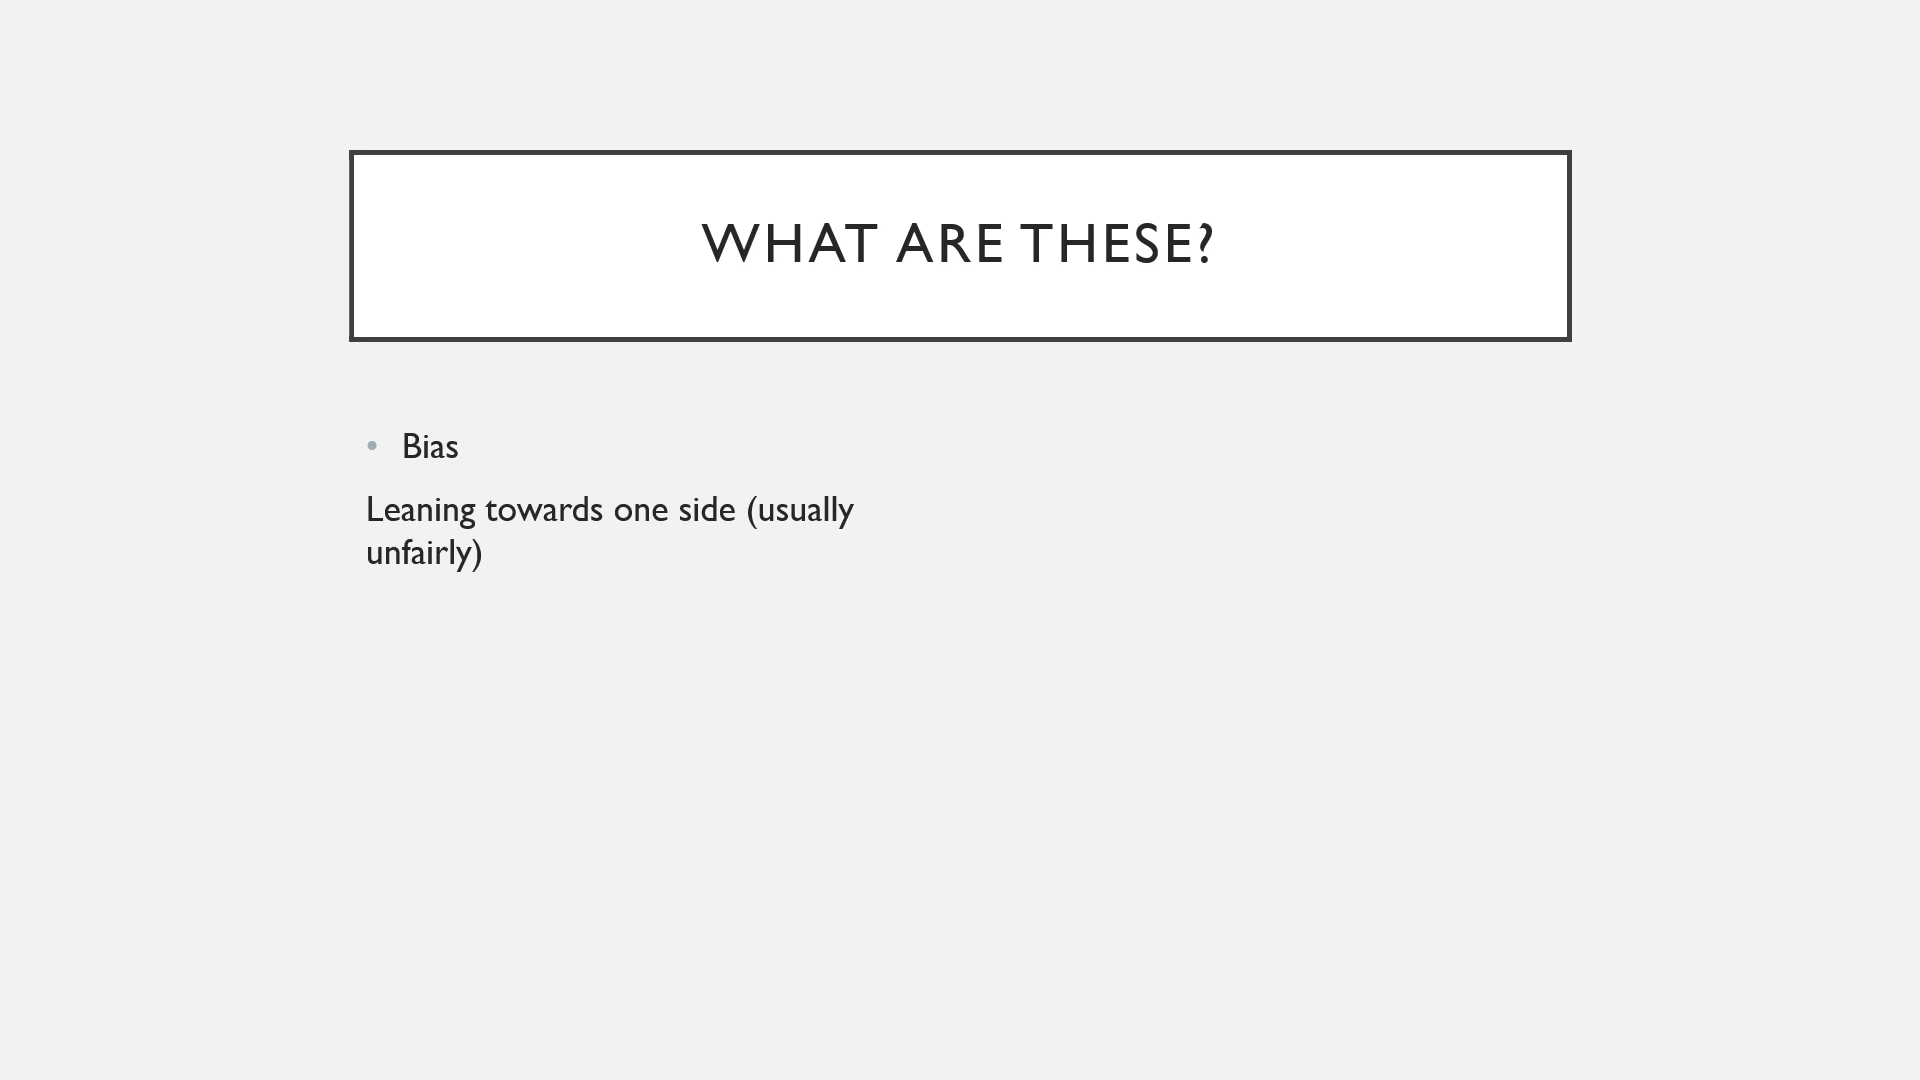 WHAT ARE THESE?
• Bias
Leaning towards one side (usually
unfairly)